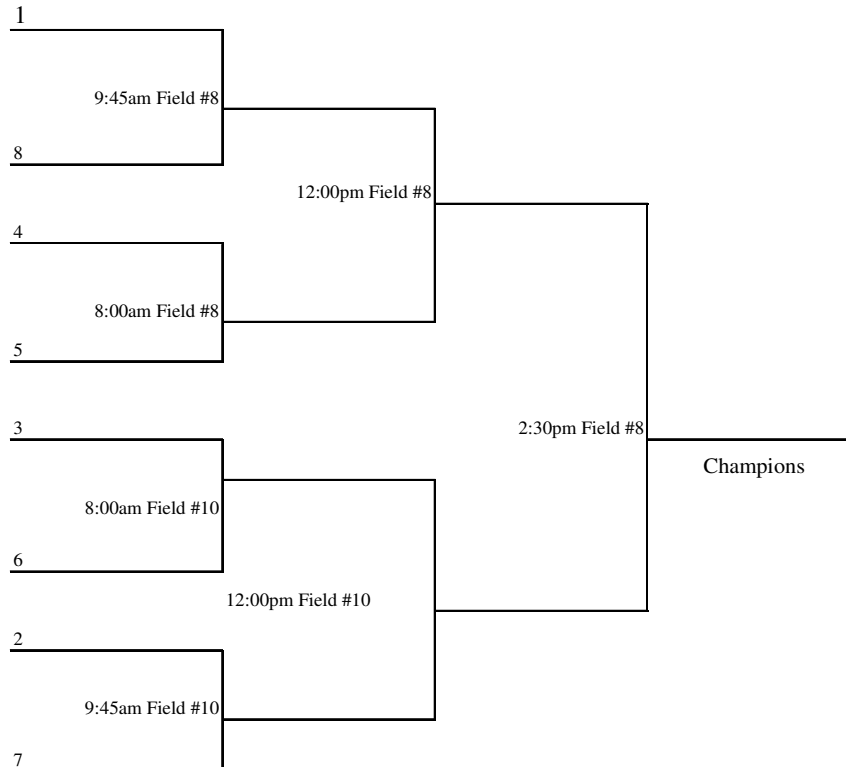 1
9:45am Field #8
8
12:00pm Field #8
4
8:00am Field #8
5
3
2:30pm Field #8
Champions
8:00am Field #10
6
12:00pm Field #10
2
9:45am Field #10
7